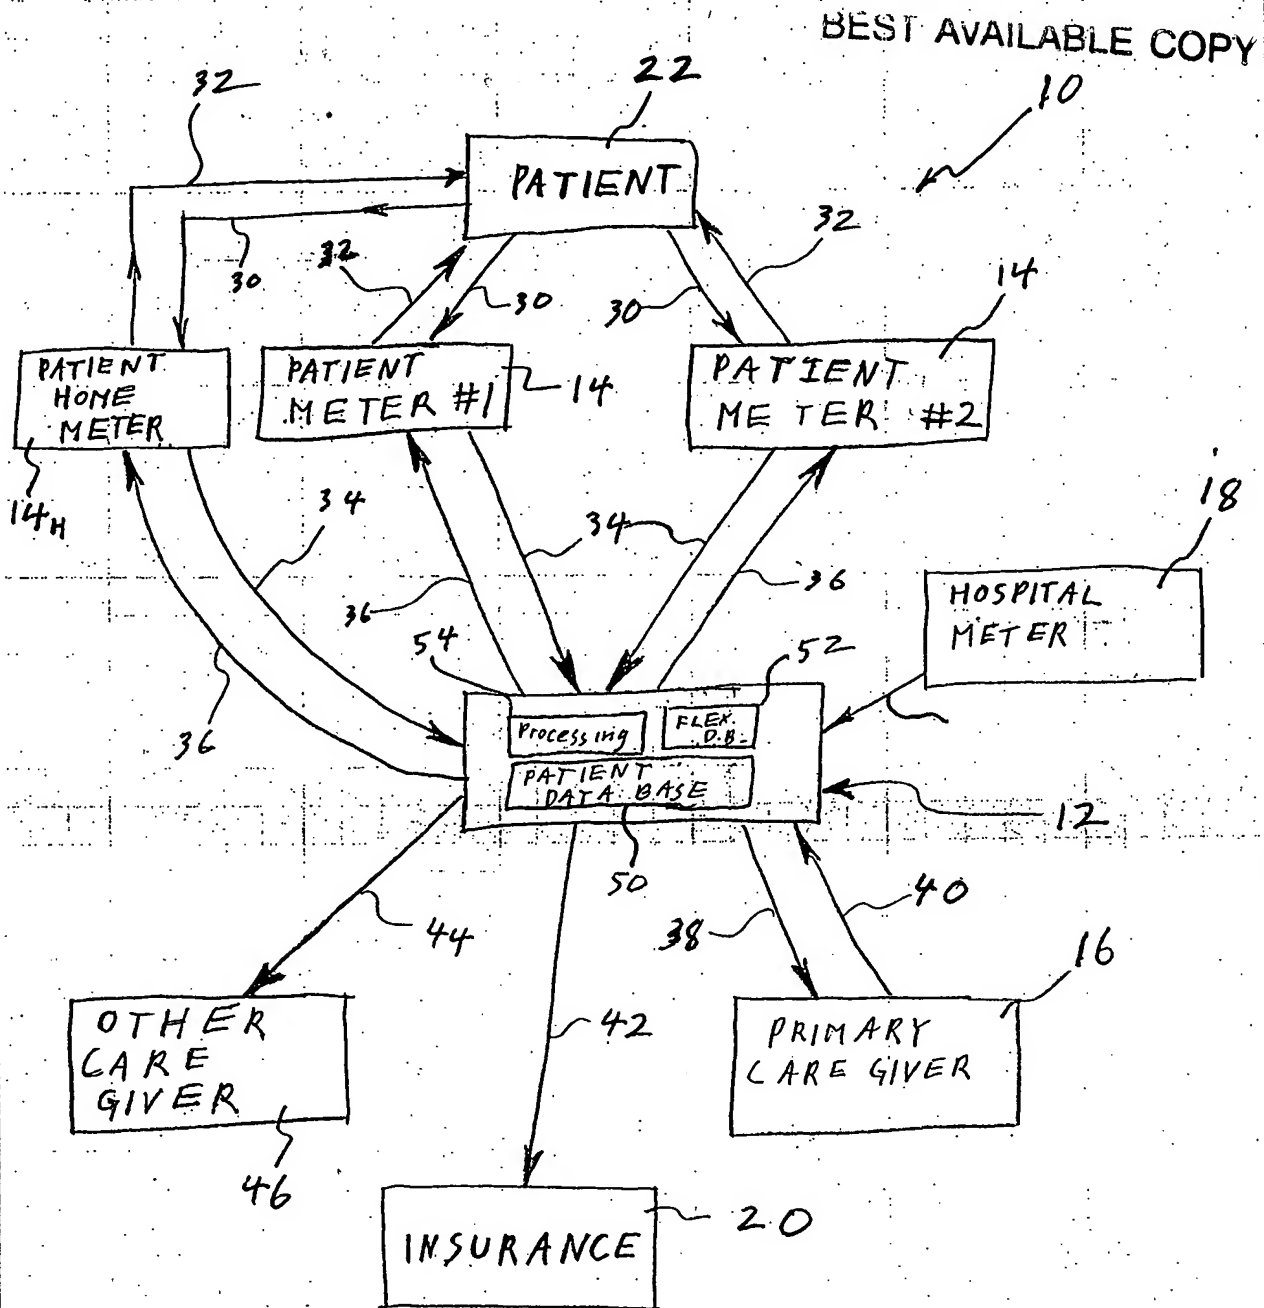 BEST AVAILABLE COPY
32
22
10
PATIENT
30
32
30
30
32
14
PATIENT
HOME
METER
PATIENT
METER #1
14
PATIENT
METER #2
14H
34
34
18
36
36
HOSPITAL
METER
54
52
36
Processing
FLEX.
D.B.
PATIENT
DATA BASE
12
50
44
38
40
16
OTHER
CARE
GIVER
42
PRIMARY
CARE GIVER
46
20
INSURANCE